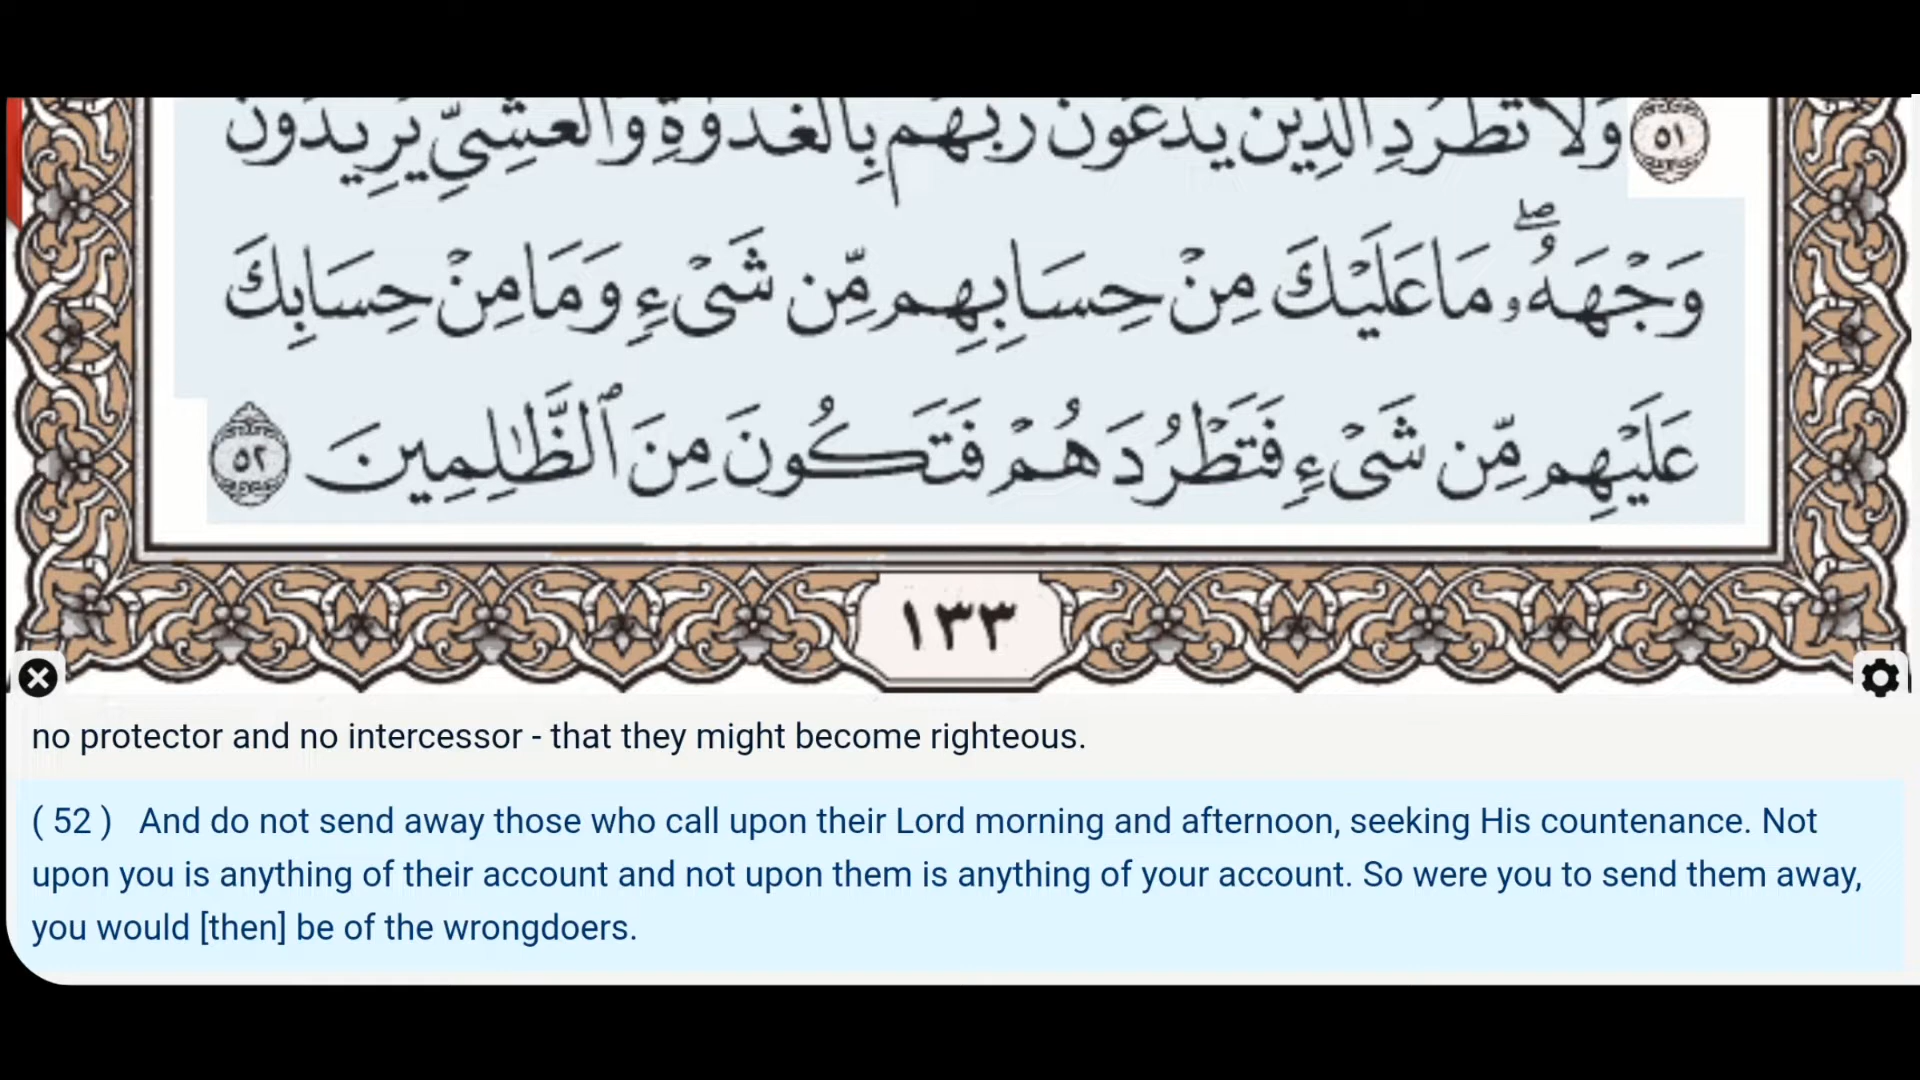 ٥١ وَلَا تَطْرُدِ الَّذِينَ يَدْعُونَ رَبَّهُم بِالْغَدَوٰةِ وَالْعَشِيِّ يُرِيدُونَ
وَجْهَهُۥ ۖ مَا عَلَيْكَ مِنْ حِسَابِهِم مِّن شَىْءٍ وَمَا مِنْ حِسَابِكَ
عَلَيْهِم مِّن شَىْءٍ فَتَطْرُدَهُمْ فَتَكُونَ مِنَ ٱلظَّٰلِمِينَ ٥٢
١٣٣
no protector and no intercessor - that they might become righteous.
( 52 ) And do not send away those who call upon their Lord morning and afternoon, seeking His countenance. Not
upon you is anything of their account and not upon them is anything of your account. So were you to send them away,
you would [then] be of the wrongdoers.